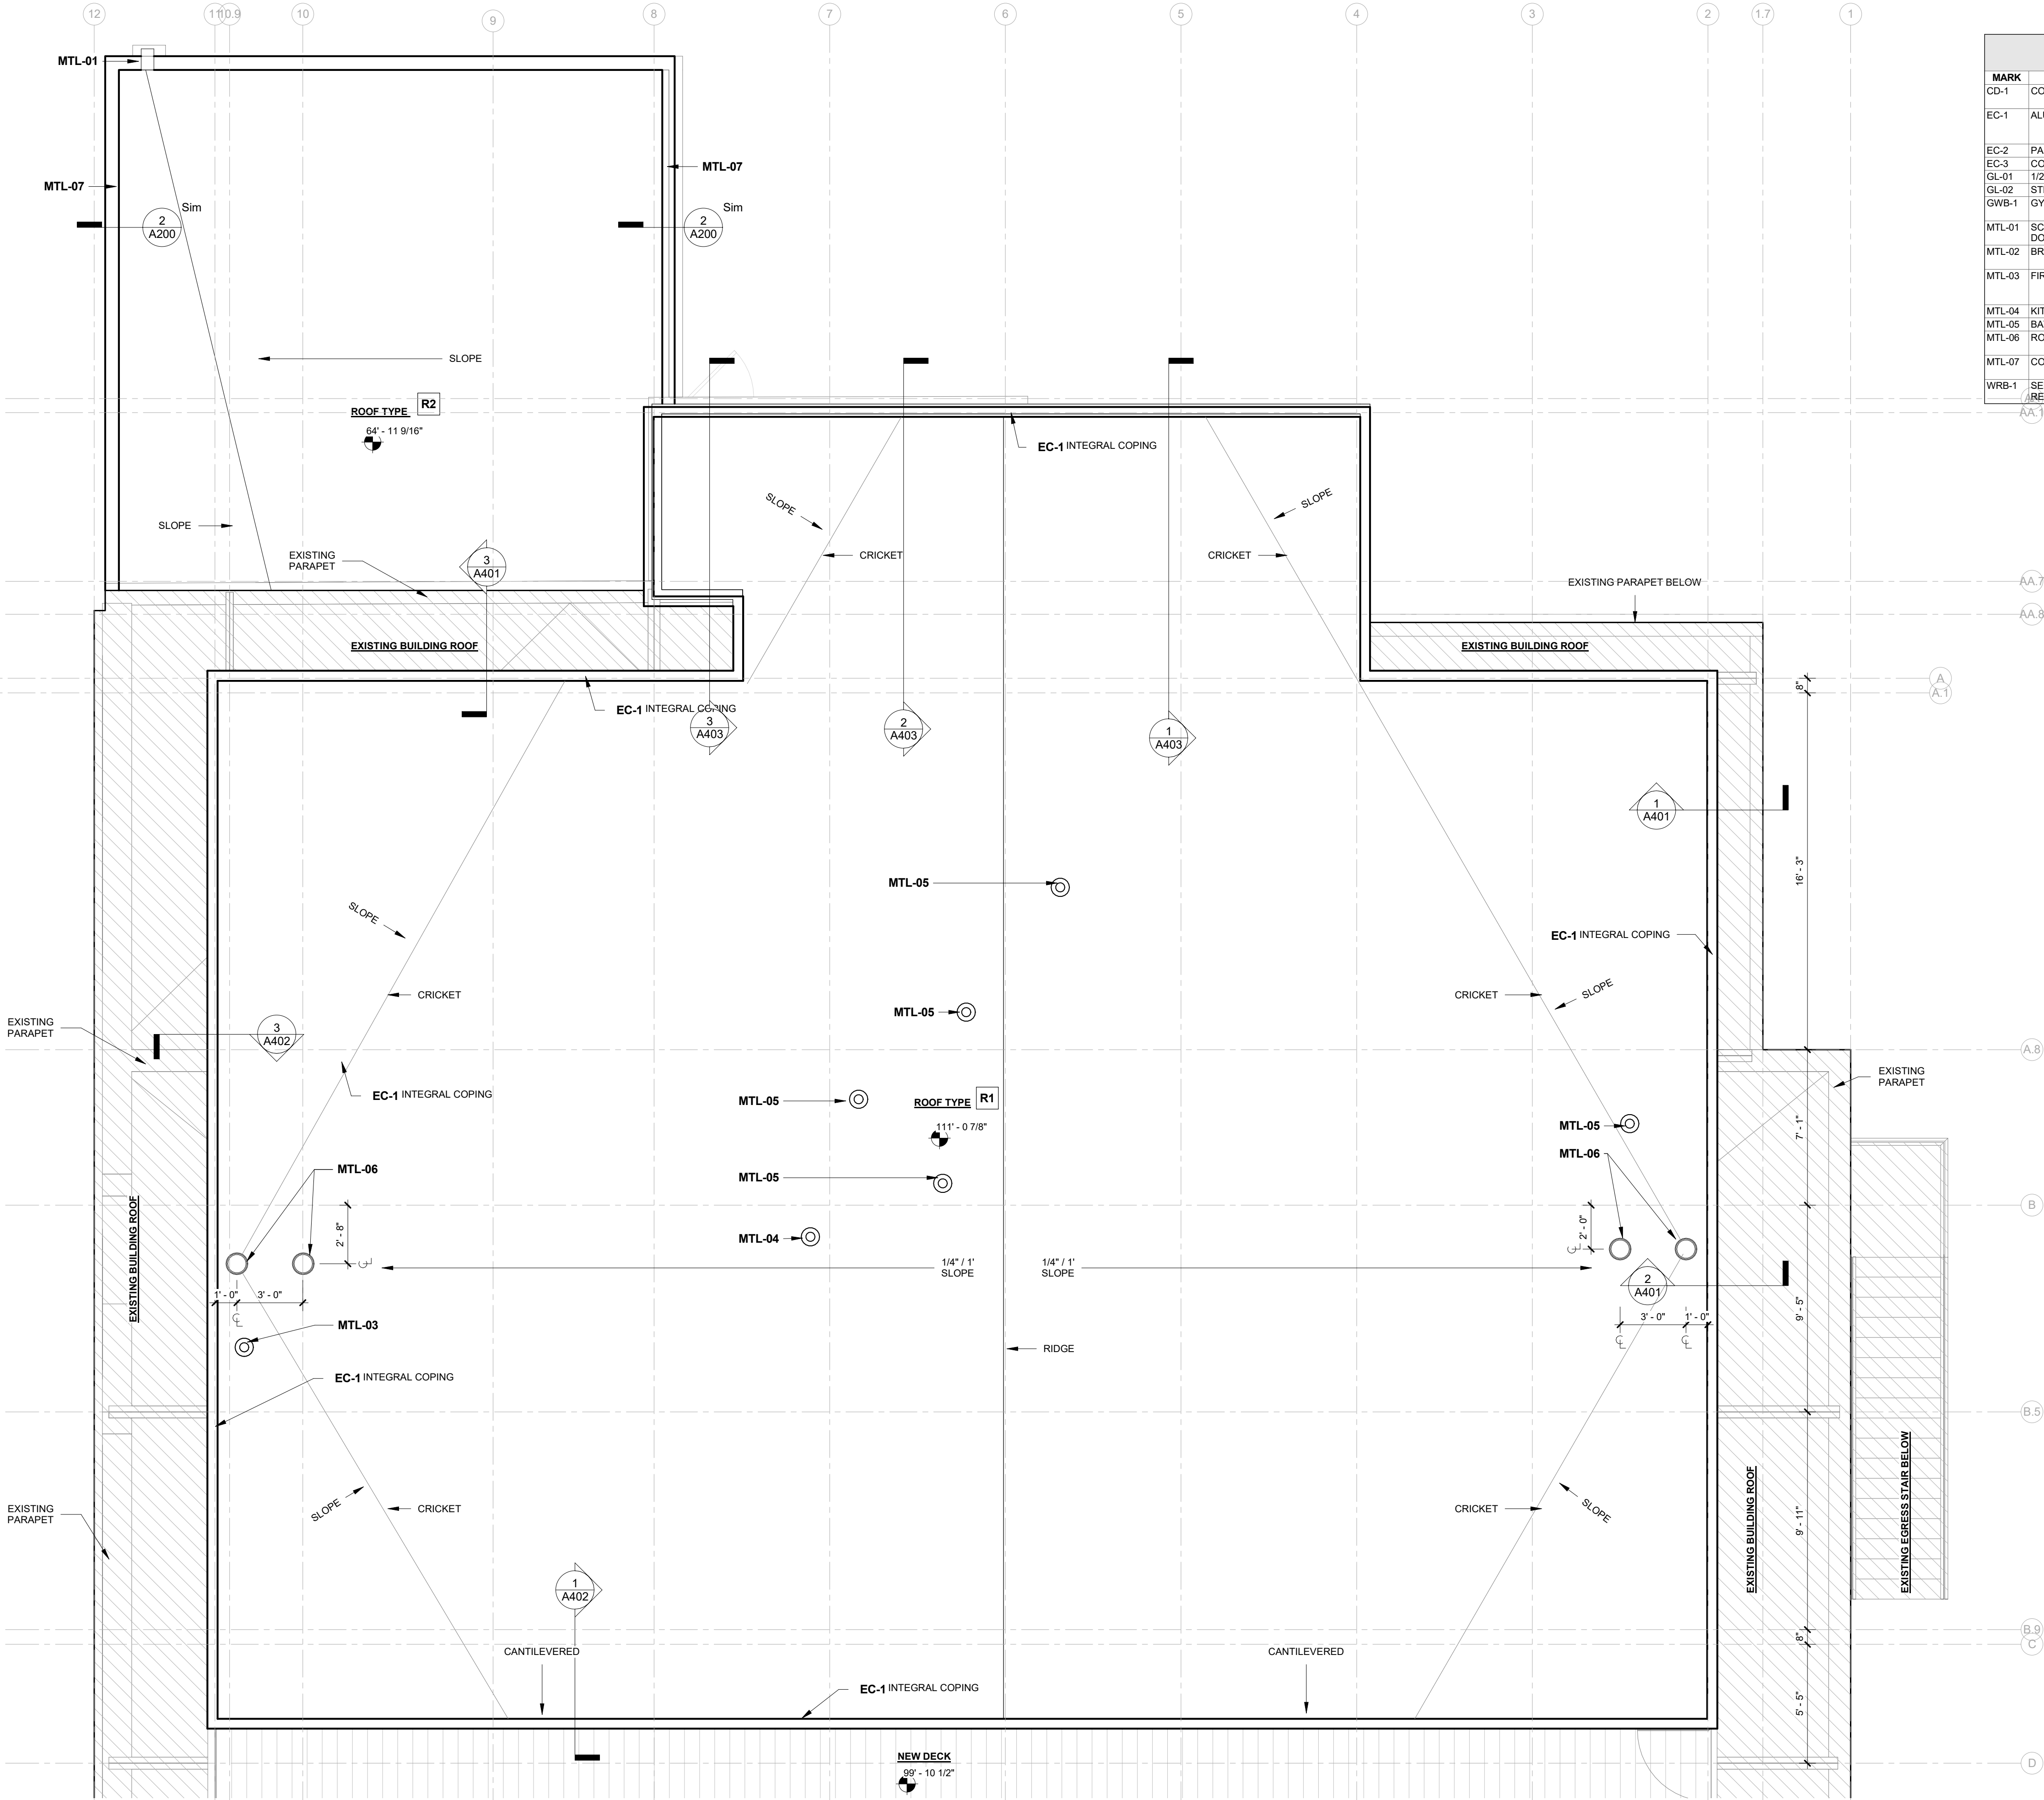 12
11
10.9
10
9
8
7
6
5
4
3
2
1.7
1
MARK
CD-1
EC-1
EC-2
EC-3
GL-01 1/2
GL-02
GWB-1
MTL-01
MTL-02
MTL-03
MTL-04
MTL-05
MTL-06
MTL-07
WRB-1
AA.1
MTL-01
MTL-07
MTL-07
2
A200
Sim
2
A200
Sim
SLOPE
ROOF TYPE R2
64' - 11 9/16"
EC-1 INTEGRAL COPING
SLOPE
SLOPE
SLOPE
CRICKET
CRICKET
EXISTING
PARAPET
3
A401
EXISTING PARAPET BELOW
AA.7
AA.8
EXISTING BUILDING ROOF
EXISTING BUILDING ROOF
A
A.1
8"
EC-1 INTEGRAL COPING
3
A403
2
A403
1
A403
1
A401
16' - 3"
MTL-05
SLOPE
EC-1 INTEGRAL COPING
CRICKET
CRICKET
SLOPE
MTL-05
EXISTING
PARAPET
3
A402
A.8
EXISTING
PARAPET
EC-1 INTEGRAL COPING
MTL-05
ROOF TYPE R1
111' - 0 7/8"
MTL-05
MTL-06
7' - 1"
MTL-06
MTL-05
B
2' - 8"
2' - 0"
MTL-04
EXISTING BUILDING ROOF
1/4" / 1'
SLOPE
1/4" / 1'
SLOPE
2
A401
1' - 0"
3' - 0"
3' - 0"
1' - 0"
9' - 5"
MTL-03
RIDGE
EC-1 INTEGRAL COPING
B.5
EXISTING BUILDING ROOF
EXISTING EGRESS STAIR BELOW
EXISTING
PARAPET
SLOPE
CRICKET
CRICKET
SLOPE
9' - 11"
1
A402
B.9
8"
C
CANTILEVERED
CANTILEVERED
EC-1 INTEGRAL COPING
5' - 5"
NEW DECK
99' - 10 1/2"
D